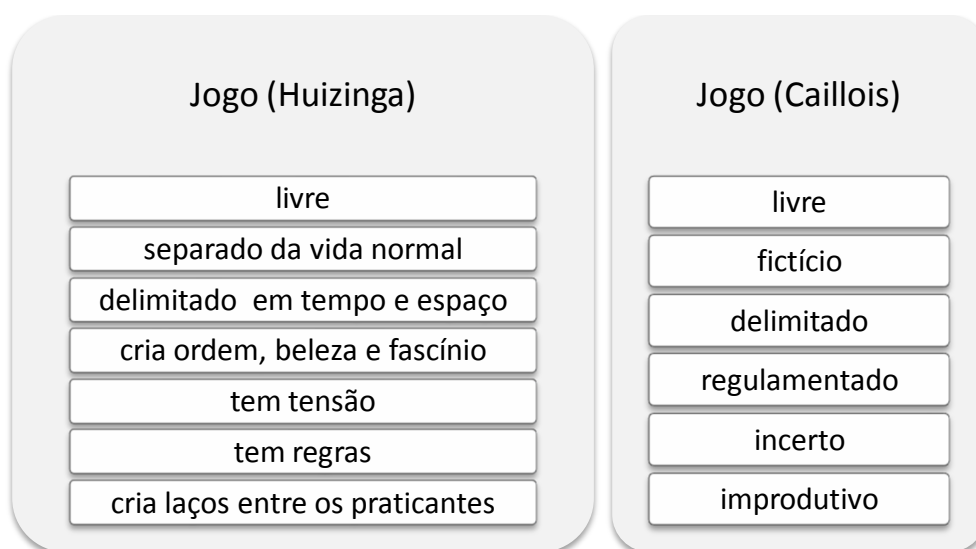 Jogo (Huizinga)
livre
separado da vida normal
delimitado em tempo e espaço
cria ordem, beleza e fascínio
tem tensão
tem regras
cria laços entre os praticantes
Jogo (Caillois)
livre
fictício
delimitado
regulamentado
incerto
improdutivo